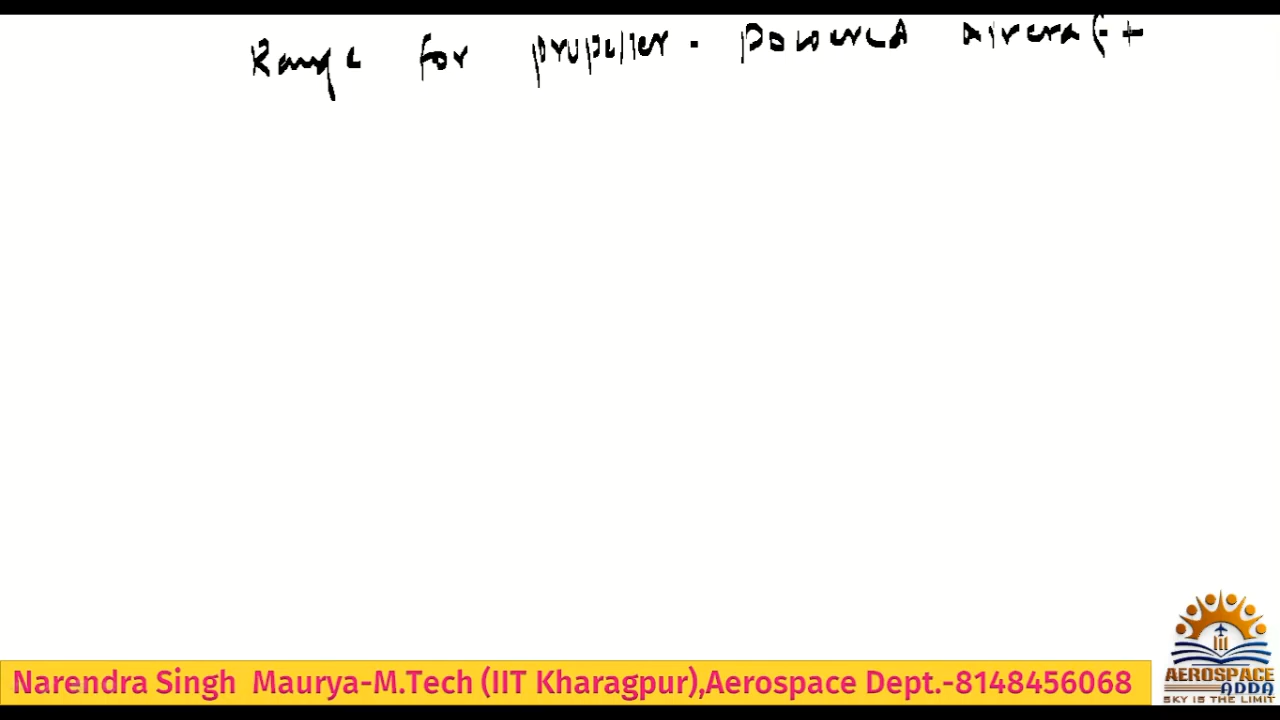 Range for propeller - powered aircraft
Narendra Singh Maurya-M.Tech (IIT Kharagpur),Aerospace Dept.-8148456068
AEROSPACE
ADDA
SKY IS THE LIMIT